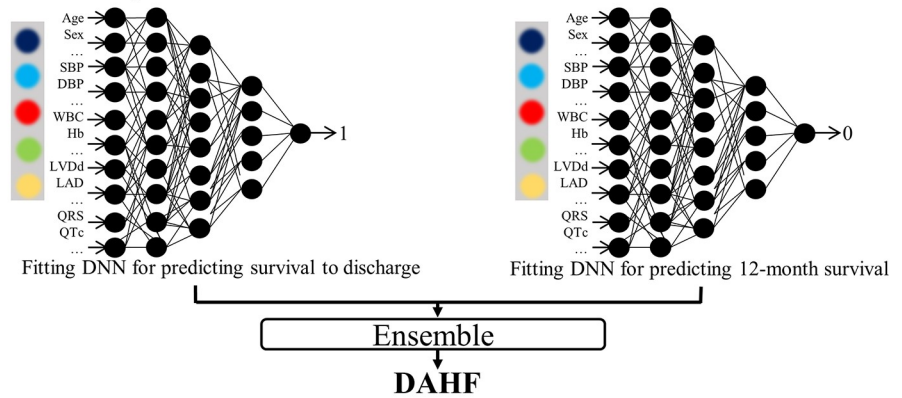 Age
Sex
...
SBP
DBP
...
WBC
Hb
...
LVDd
LAD
...
QRS
QTc
...
1
Fitting DNN for predicting survival to discharge
Age
Sex
...
SBP
DBP
...
WBC
Hb
...
LVDd
LAD
...
QRS
QTc
...
0
Fitting DNN for predicting 12-month survival
Ensemble
DAHF